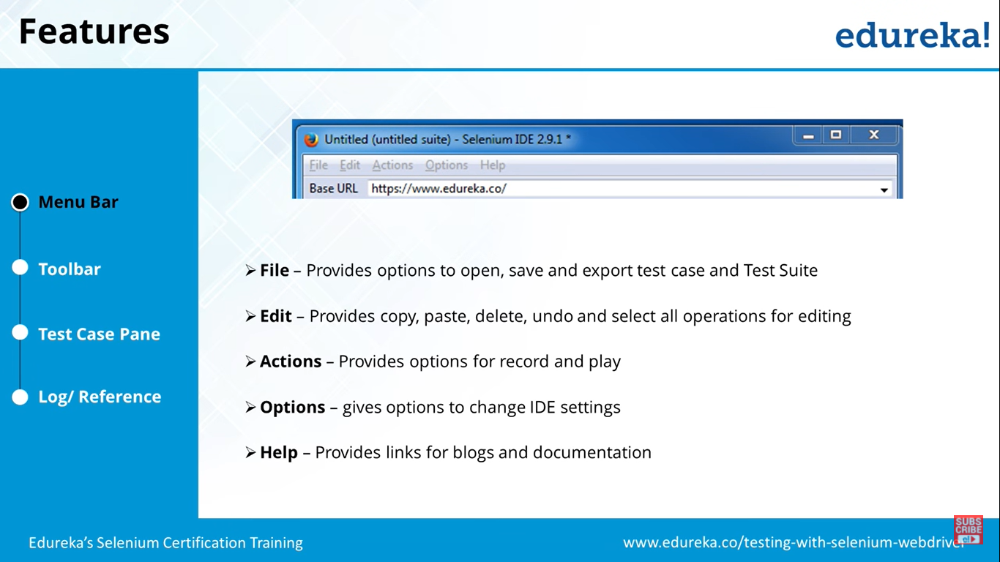 Features
edureka!
Menu Bar
Toolbar
Test Case Pane
Log/ Reference
Untitled (untitled suite) - Selenium IDE 2.9.1 *
File Edit Actions Options Help
Base URL https://www.edureka.co/
➢ File – Provides options to open, save and export test case and Test Suite
➢ Edit – Provides copy, paste, delete, undo and select all operations for editing
➢ Actions – Provides options for record and play
➢ Options – gives options to change IDE settings
➢ Help – Provides links for blogs and documentation
Edureka’s Selenium Certification Training
www.edureka.co/testing-with-selenium-webdriver
SUBS
CRIBE
e!